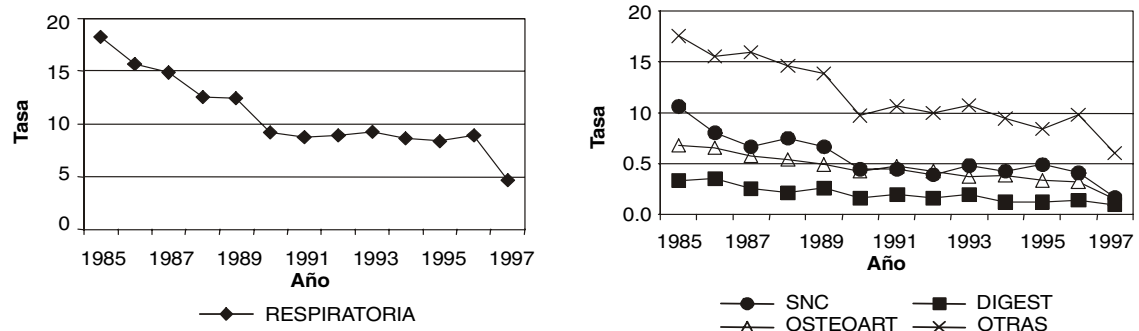 20
15
10
5
0
Tasa
1985 1987 1989 1991 1993 1995 1997
Año
RESPIRATORIA
20
15
10
0.5
0.0
Tasa
1985 1987 1989 1991 1993 1995 1997
Año
SNC DIGEST
OSTEOART OTRAS